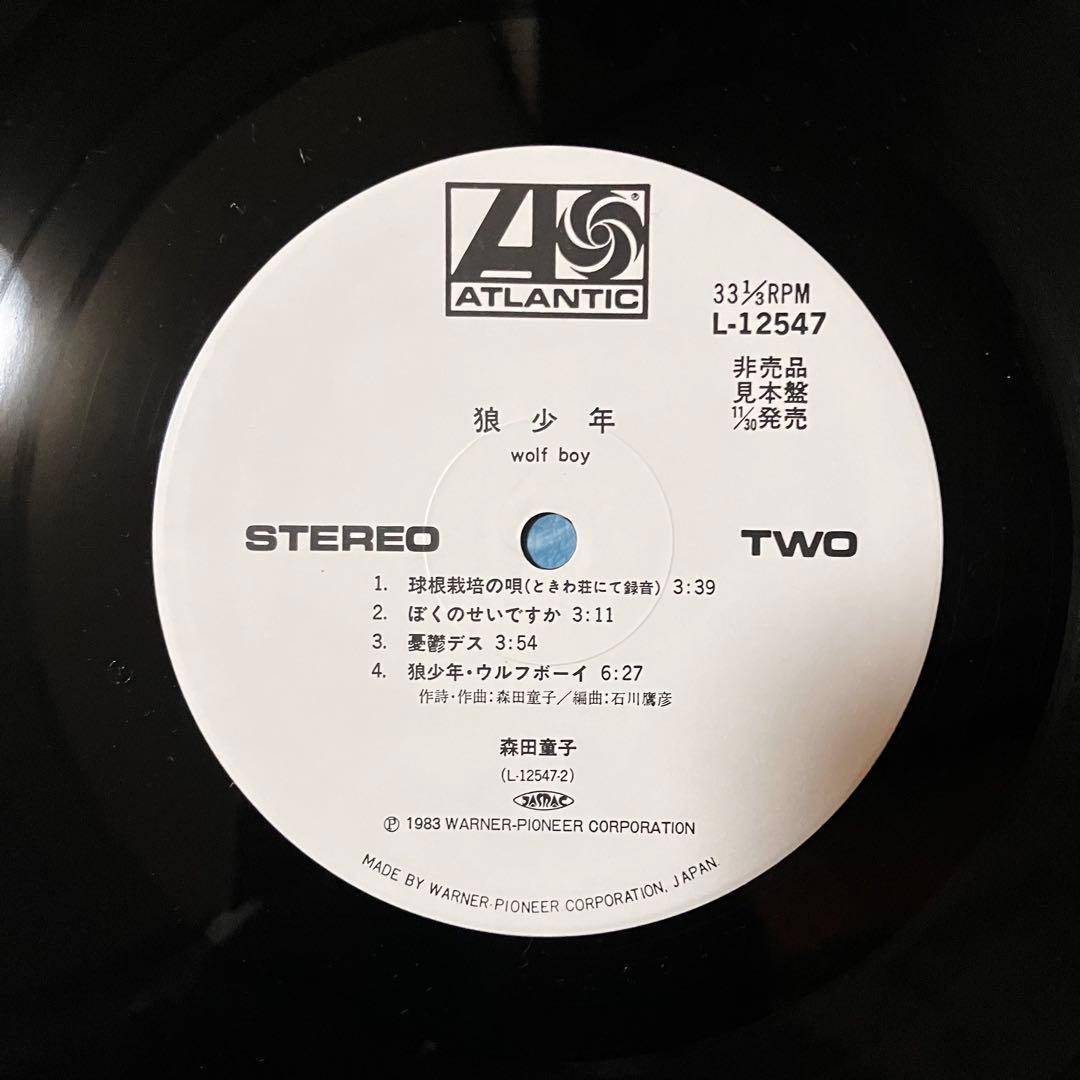 ATLANTIC
33⅓RPM
L-12547
非売品
見本盤
11/30発売
狼少年
wolf boy
STEREO
TWO
1. 球根栽培の唄(ときわ荘にて録音) 3:39
2. ぼくのせいですか 3:11
3. 憂鬱デス 3:54
4. 狼少年・ウルフボーイ 6:27
作詩・作曲:森田童子/編曲:石川鷹彦
森田童子
(L-12547-2)
JASRAC
Ⓟ 1983 WARNER-PIONEER CORPORATION
MADE BY WARNER-PIONEER CORPORATION, JAPAN.